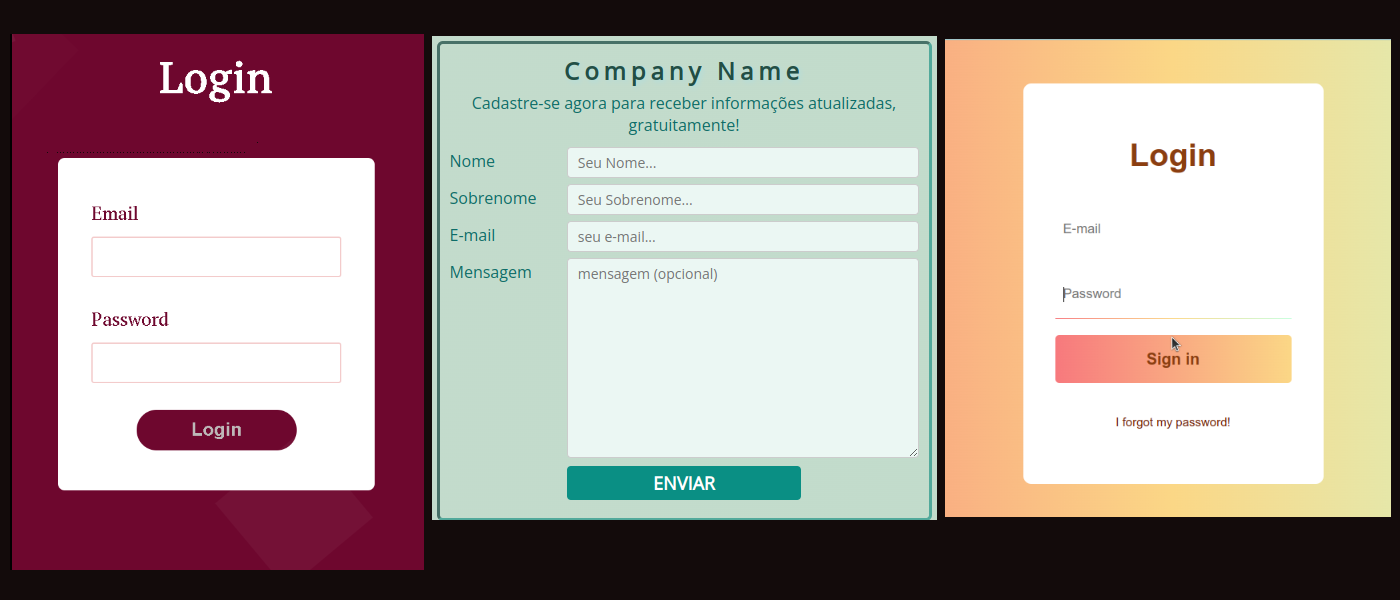 Login
Email
Password
Login
Company Name
Cadastre-se agora para receber informações atualizadas,
gratuitamente!
Nome
Seu Nome...
Sobrenome
Seu Sobrenome...
E-mail
seu e-mail...
Mensagem
mensagem (opcional)
ENVIAR
Login
E-mail
Password
Sign in
I forgot my password!